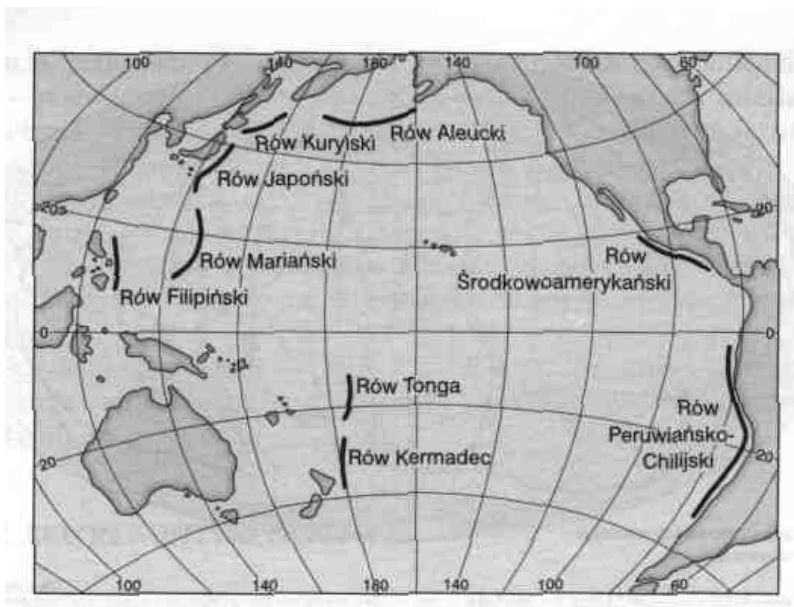 100 140 180 140 100 60
Rów Kurylski
Rów Aleucki
Rów Japoński
20
20
Rów Mariański
Rów
Środkowoamerykański
Rów Filipiński
0
0
Rów Tonga
Rów
Peruwiańsko-
Chilijski
Rów Kermadec
20
20
100 140 180 140 100 60